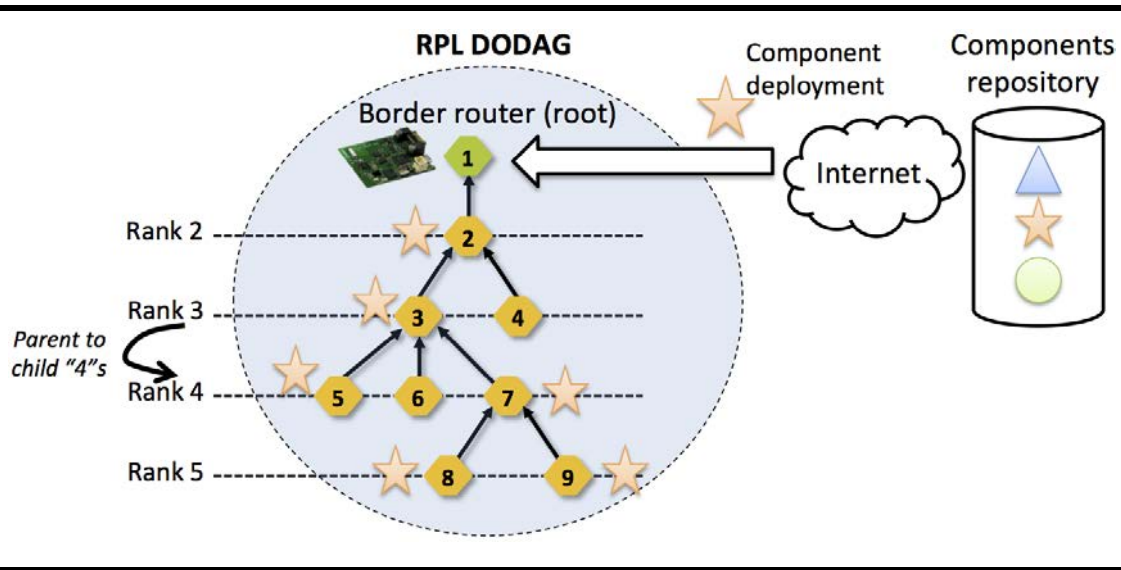 RPL DODAG
Component
deployment
Components
repository
Border router (root)
1
Internet
Rank 2
2
Rank 3
3
4
Parent to
child "4"s
Rank 4
5
6
7
Rank 5
8
9